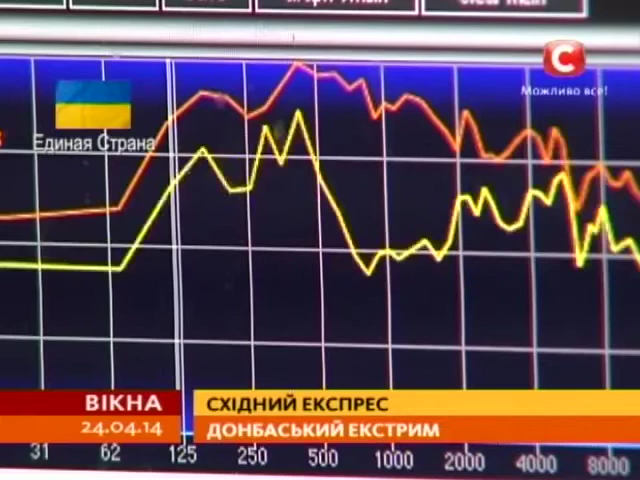 С
Можливо все!
Единая Страна
ВІКНА
24.04.14
СХІДНИЙ ЕКСПРЕС
ДОНБАСЬКИЙ ЕКСТРИМ
31 62 125 250 500 1000 2000 4000 8000